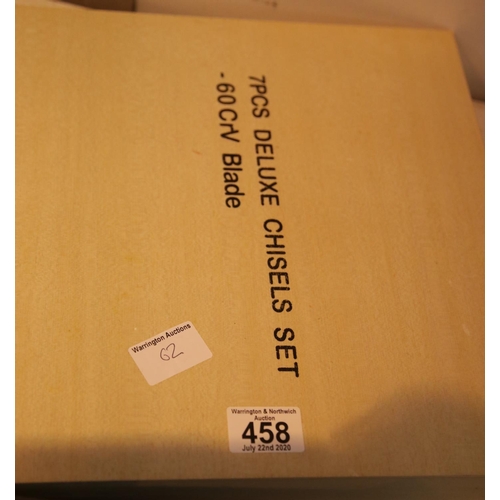 7PCS DELUXE CHISELS SET
-60CrV Blade
Warrington Auctions
62
Warrington & Northwich
Auction
458
July 22nd 2020